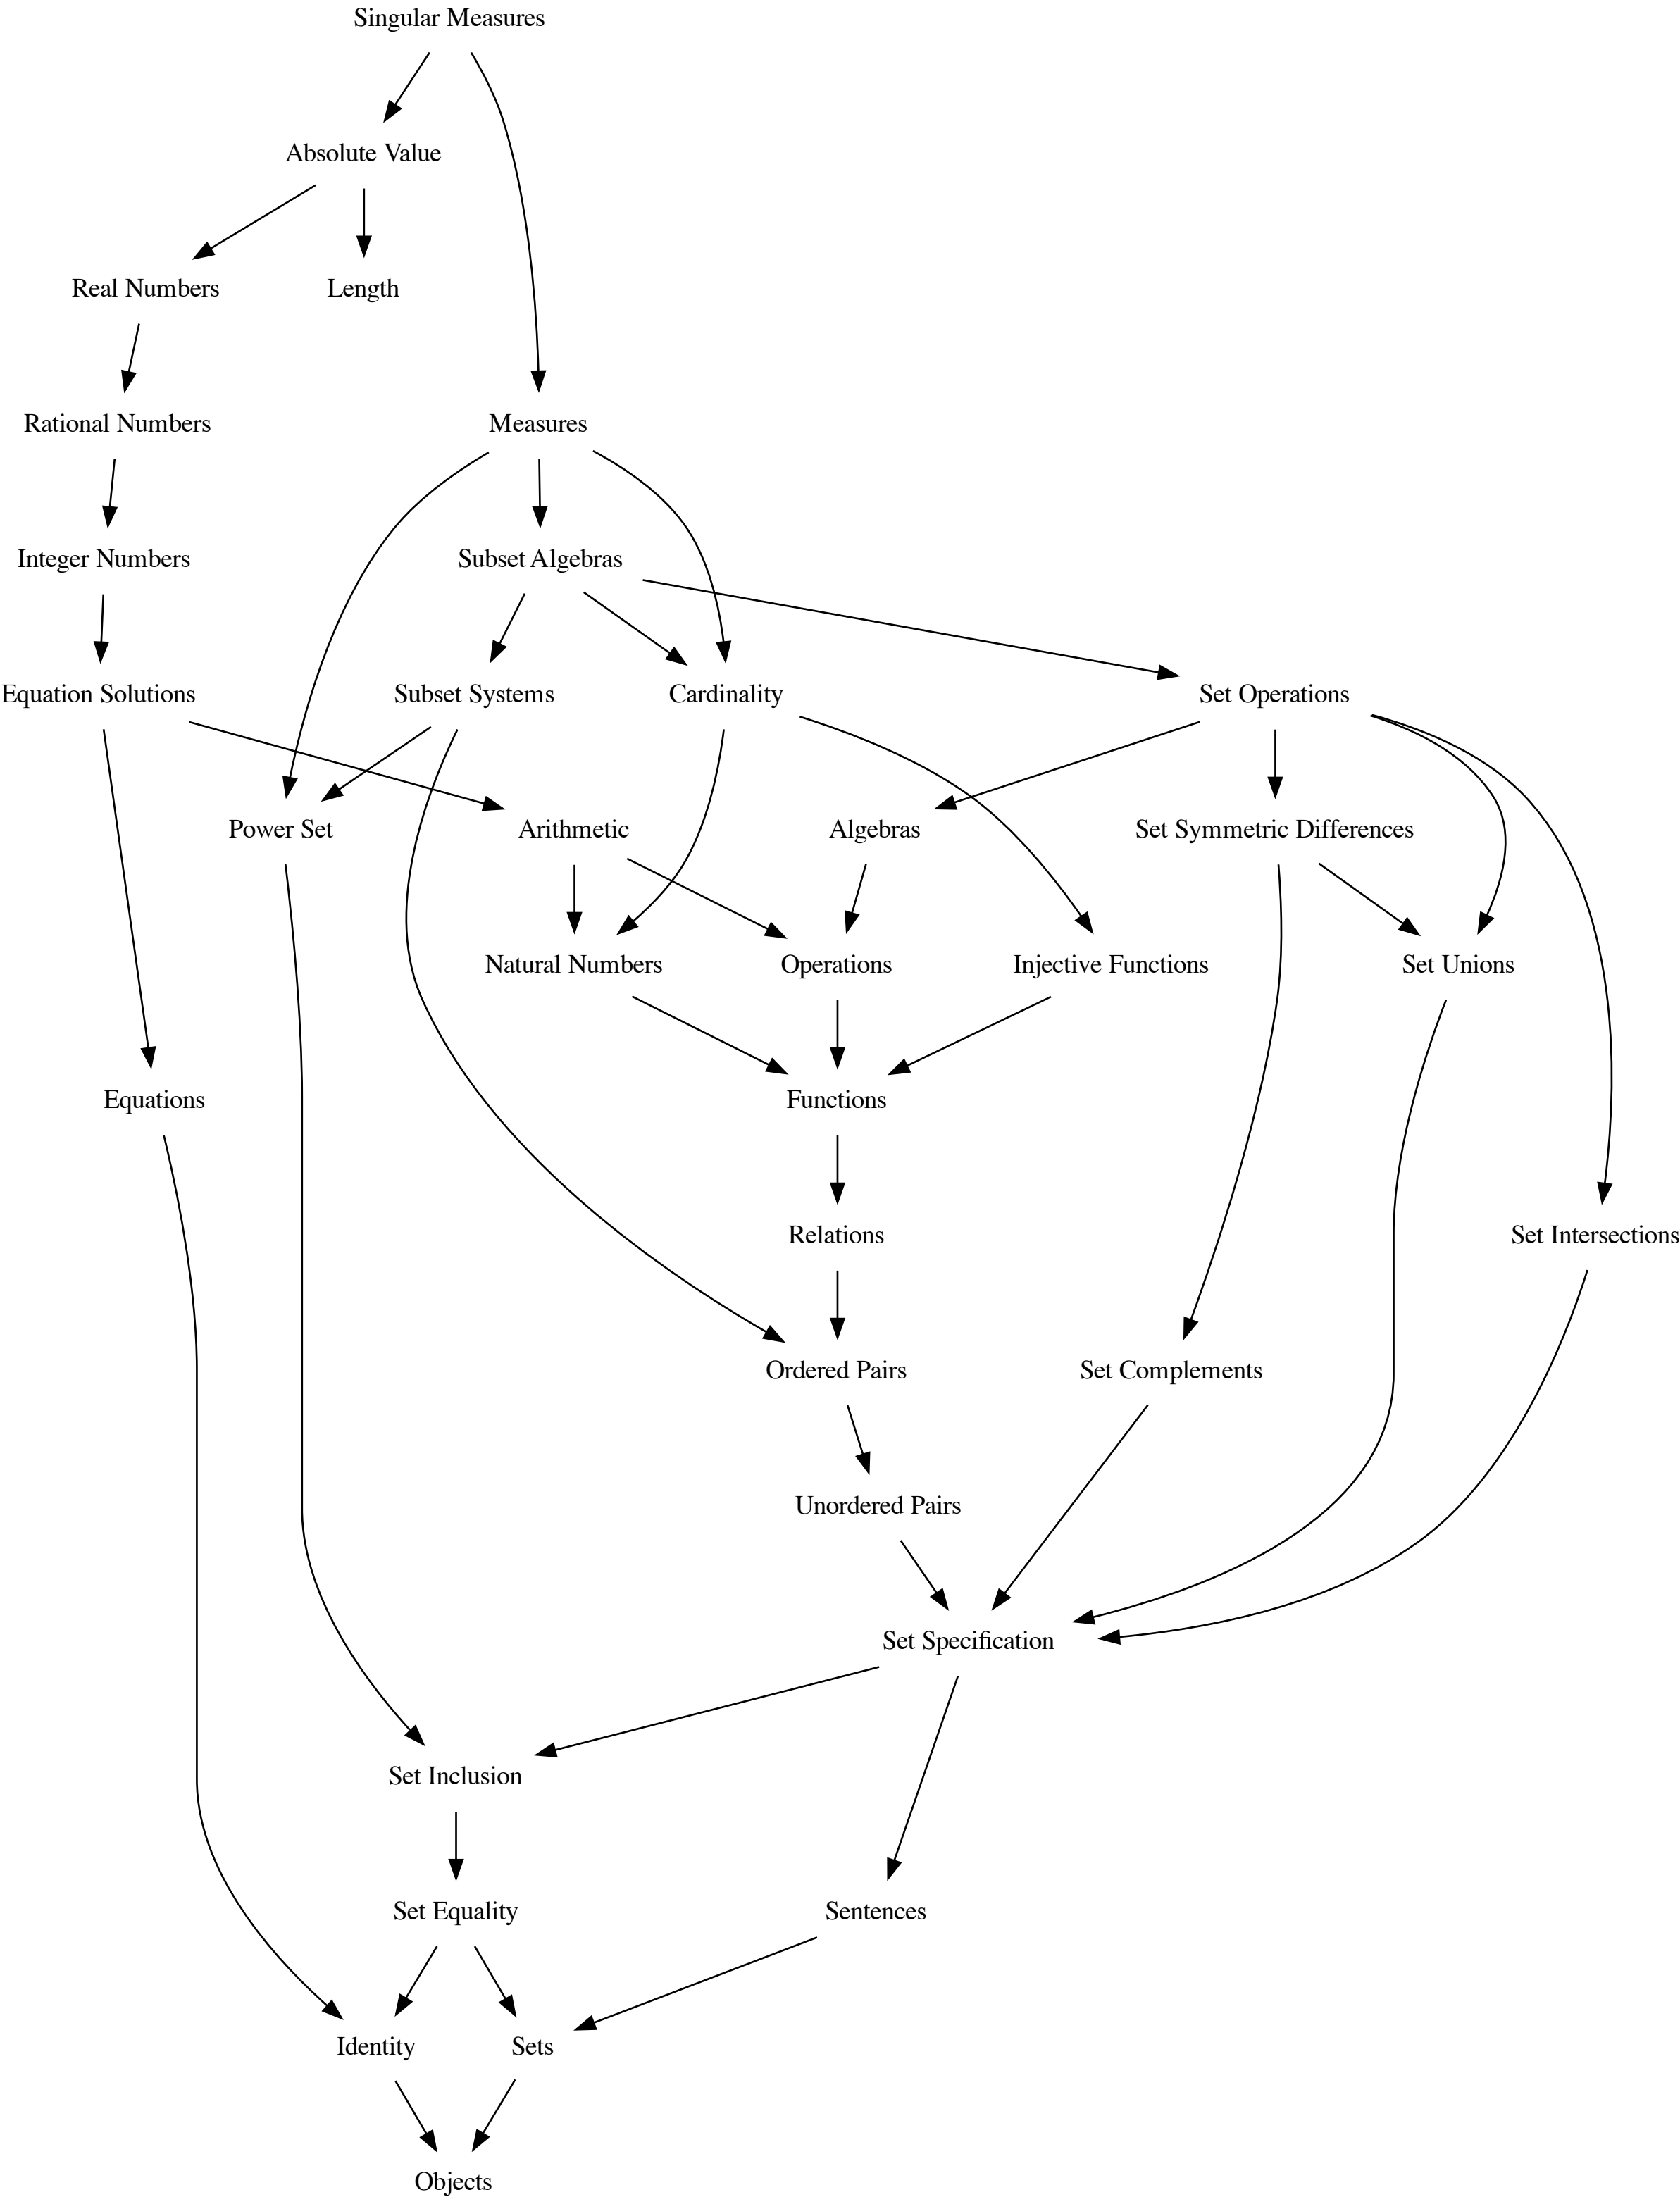 Singular Measures
Absolute Value
Real Numbers
Length
Rational Numbers
Measures
Integer Numbers
Subset Algebras
Equation Solutions
Subset Systems
Cardinality
Set Operations
Power Set
Arithmetic
Algebras
Set Symmetric Differences
Natural Numbers
Operations
Injective Functions
Set Unions
Equations
Functions
Relations
Set Intersections
Ordered Pairs
Set Complements
Unordered Pairs
Set Specification
Set Inclusion
Set Equality
Sentences
Identity
Sets
Objects